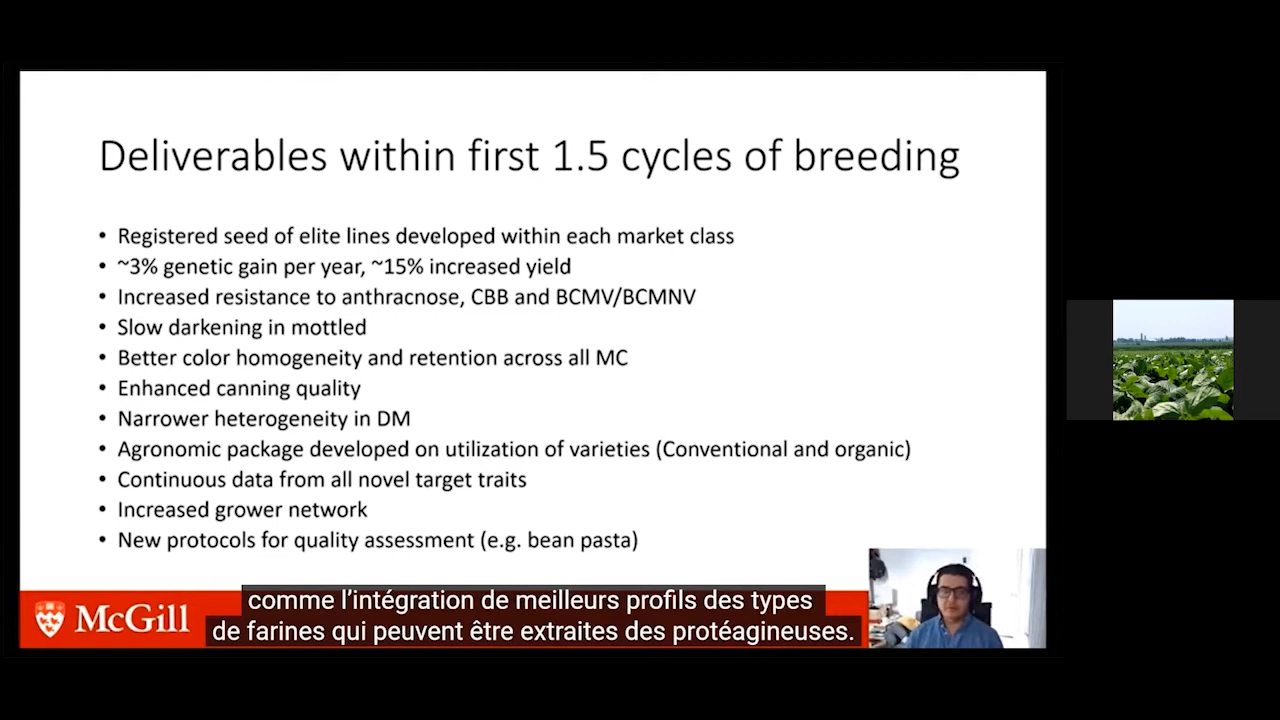 Deliverables within first 1.5 cycles of breeding
• Registered seed of elite lines developed within each market class
• ~3% genetic gain per year, ~15% increased yield
• Increased resistance to anthracnose, CBB and BCMV/BCMNV
• Slow darkening in mottled
• Better color homogeneity and retention across all MC
• Enhanced canning quality
• Narrower heterogeneity in DM
• Agronomic package developed on utilization of varieties (Conventional and organic)
• Continuous data from all novel target traits
• Increased grower network
• New protocols for quality assessment (e.g. bean pasta)
McGill
comme l’intégration de meilleurs profils des types
de farines qui peuvent être extraites des protéagineuses.